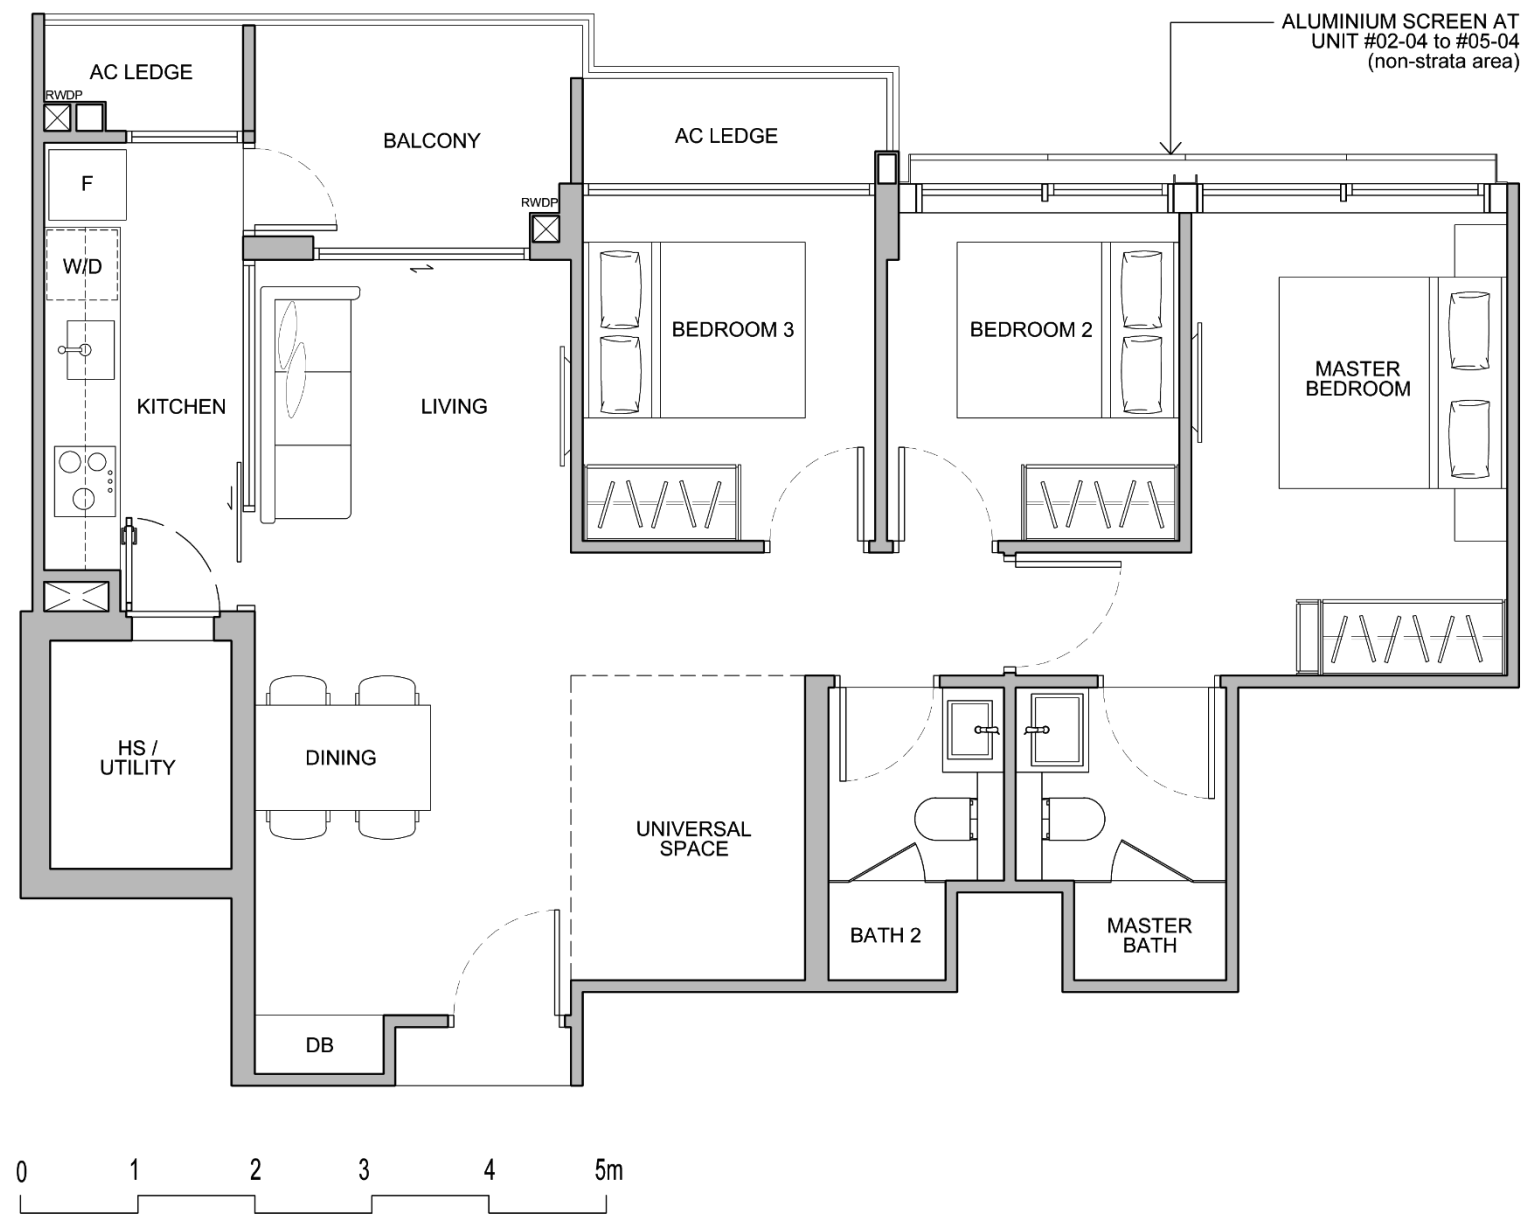 ALUMINIUM SCREEN AT
UNIT #02-04 to #05-04
(non-strata area)
AC LEDGE
RWDP
BALCONY
AC LEDGE
F
RWDP
W/D
BEDROOM 3
BEDROOM 2
MASTER
BEDROOM
KITCHEN
LIVING
HS /
UTILITY
DINING
UNIVERSAL
SPACE
BATH 2
MASTER
BATH
DB
0 1 2 3 4 5m